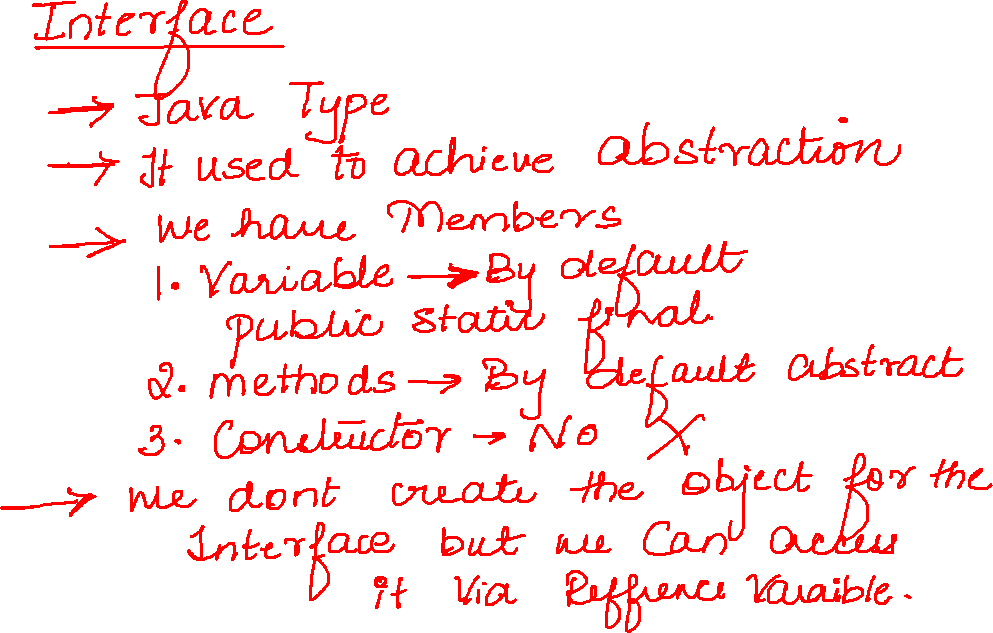 Interface
→ Java Type
→ It used to achieve abstraction
→ We have Members
1. Variable → By default
public static final.
2. methods → By default abstract
3. Constuctor → No X
→ We dont create the object for the
Interface but we Can access
it Via Reffrence Varaible.